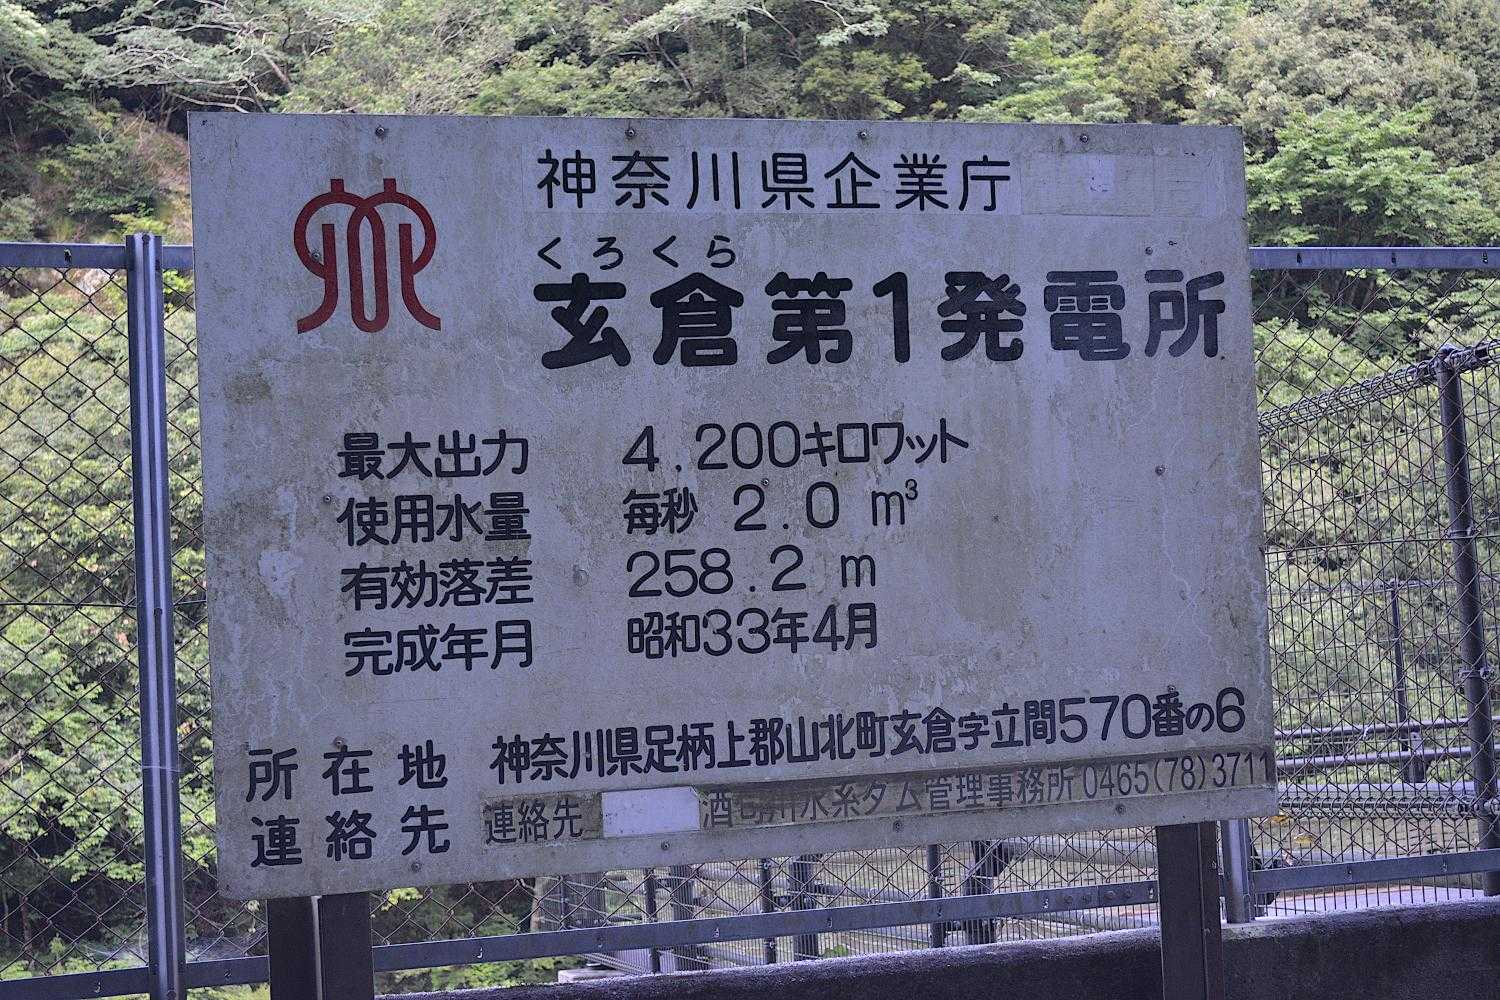 神奈川県企業庁
くろくら
玄倉第1発電所
最大出力 4.200キロワット
使用水量 毎秒 2.0 m³
有効落差 258.2 m
完成年月 昭和33年4月
所在地 神奈川県足柄上郡山北町玄倉字立間570番の6
連絡先 連絡先 酒匂川水系ダム管理事務所 0465(78)3711